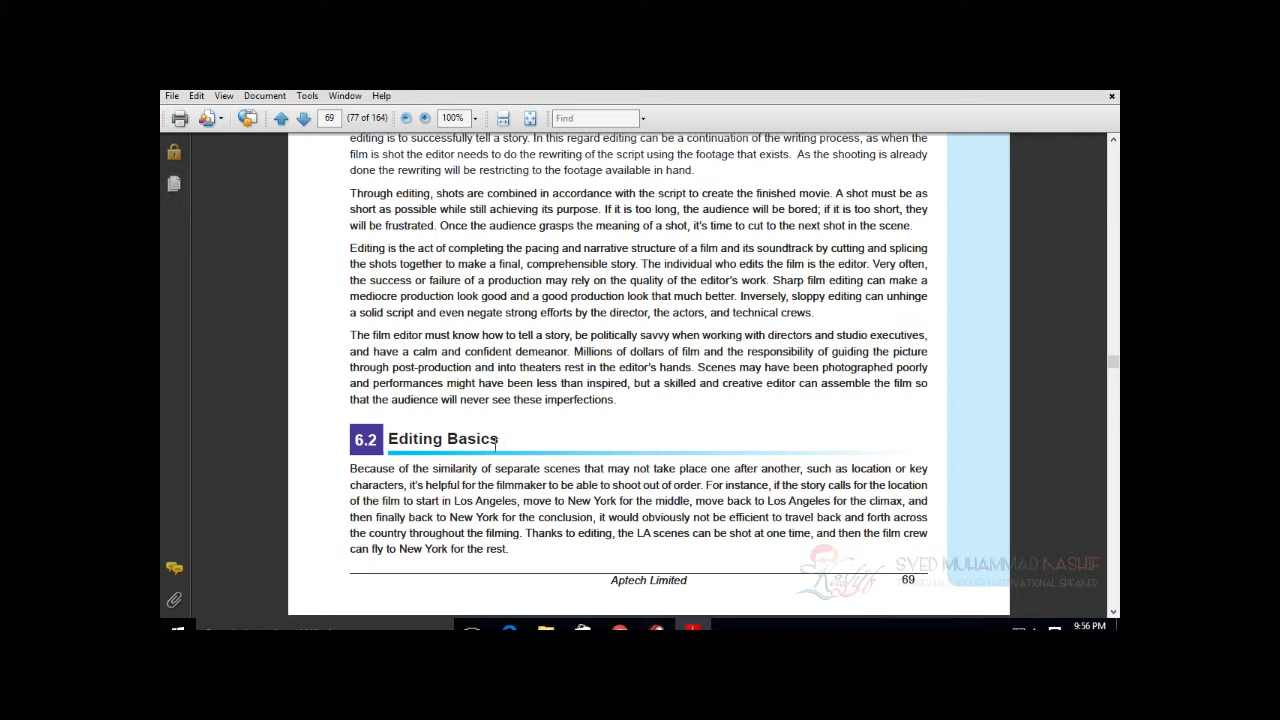 File Edit View Document Tools Window Help
69 (77 of 164) 100% Find
editing is to successfully tell a story. In this regard editing can be a continuation of the writing process, as when the
film is shot the editor needs to do the rewriting of the script using the footage that exists. As the shooting is already
done the rewriting will be restricting to the footage available in hand.
Through editing, shots are combined in accordance with the script to create the finished movie. A shot must be as
short as possible while still achieving its purpose. If it is too long, the audience will be bored; if it is too short, they
will be frustrated. Once the audience grasps the meaning of a shot, it's time to cut to the next shot in the scene.
Editing is the act of completing the pacing and narrative structure of a film and its soundtrack by cutting and splicing
the shots together to make a final, comprehensible story. The individual who edits the film is the editor. Very often,
the success or failure of a production may rely on the quality of the editor's work. Sharp film editing can make a
mediocre production look good and a good production look that much better. Inversely, sloppy editing can unhinge
a solid script and even negate strong efforts by the director, the actors, and technical crews.
The film editor must know how to tell a story, be politically savvy when working with directors and studio executives,
and have a calm and confident demeanor. Millions of dollars of film and the responsibility of guiding the picture
through post-production and into theaters rest in the editor's hands. Scenes may have been photographed poorly
and performances might have been less than inspired, but a skilled and creative editor can assemble the film so
that the audience will never see these imperfections.
6.2 Editing Basics
Because of the similarity of separate scenes that may not take place one after another, such as location or key
characters, it's helpful for the filmmaker to be able to shoot out of order. For instance, if the story calls for the location
of the film to start in Los Angeles, move to New York for the middle, move back to Los Angeles for the climax, and
then finally back to New York for the conclusion, it would obviously not be efficient to travel back and forth across
the country throughout the filming. Thanks to editing, the LA scenes can be shot at one time, and then the film crew
can fly to New York for the rest.
SYED MUHAMMAD KASHIF
Aptech Limited 69
9:56 PM